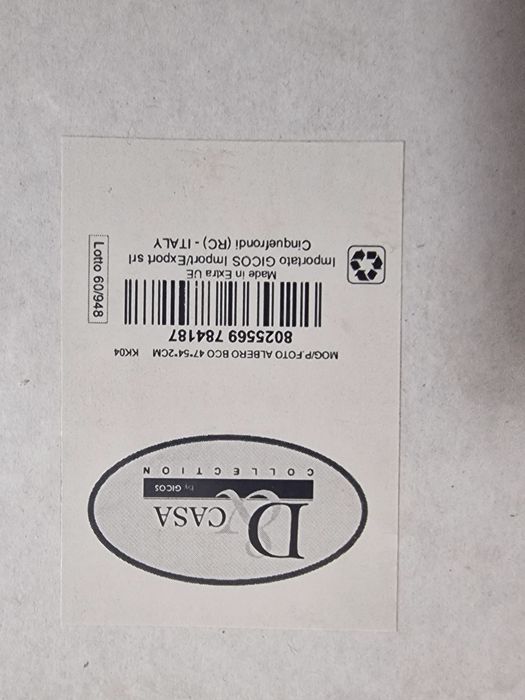 D& CASA
by GICOS
COLLECTION
MOG/P.FOTO ALBERO BCO 47*54*2CM KK04
8025569 784187
Made in Extra UE
Importato GICOS Import/Export srl
Cinquefrondi (RC) - ITALY
Lotto 60/948